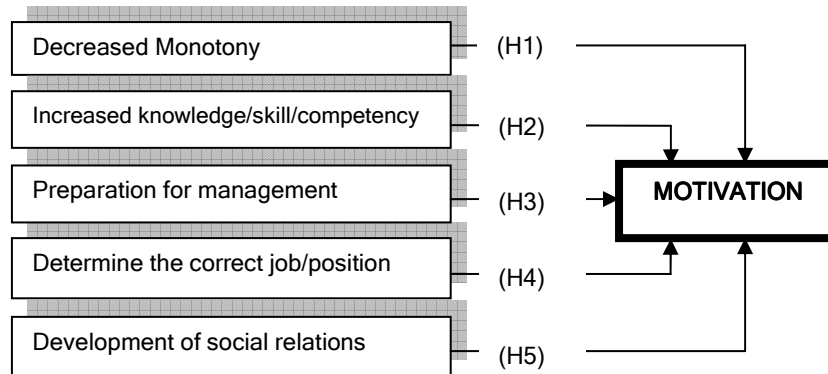 Decreased Monotony (H1)
Increased knowledge/skill/competency (H2)
Preparation for management (H3) MOTIVATION
Determine the correct job/position (H4)
Development of social relations (H5)